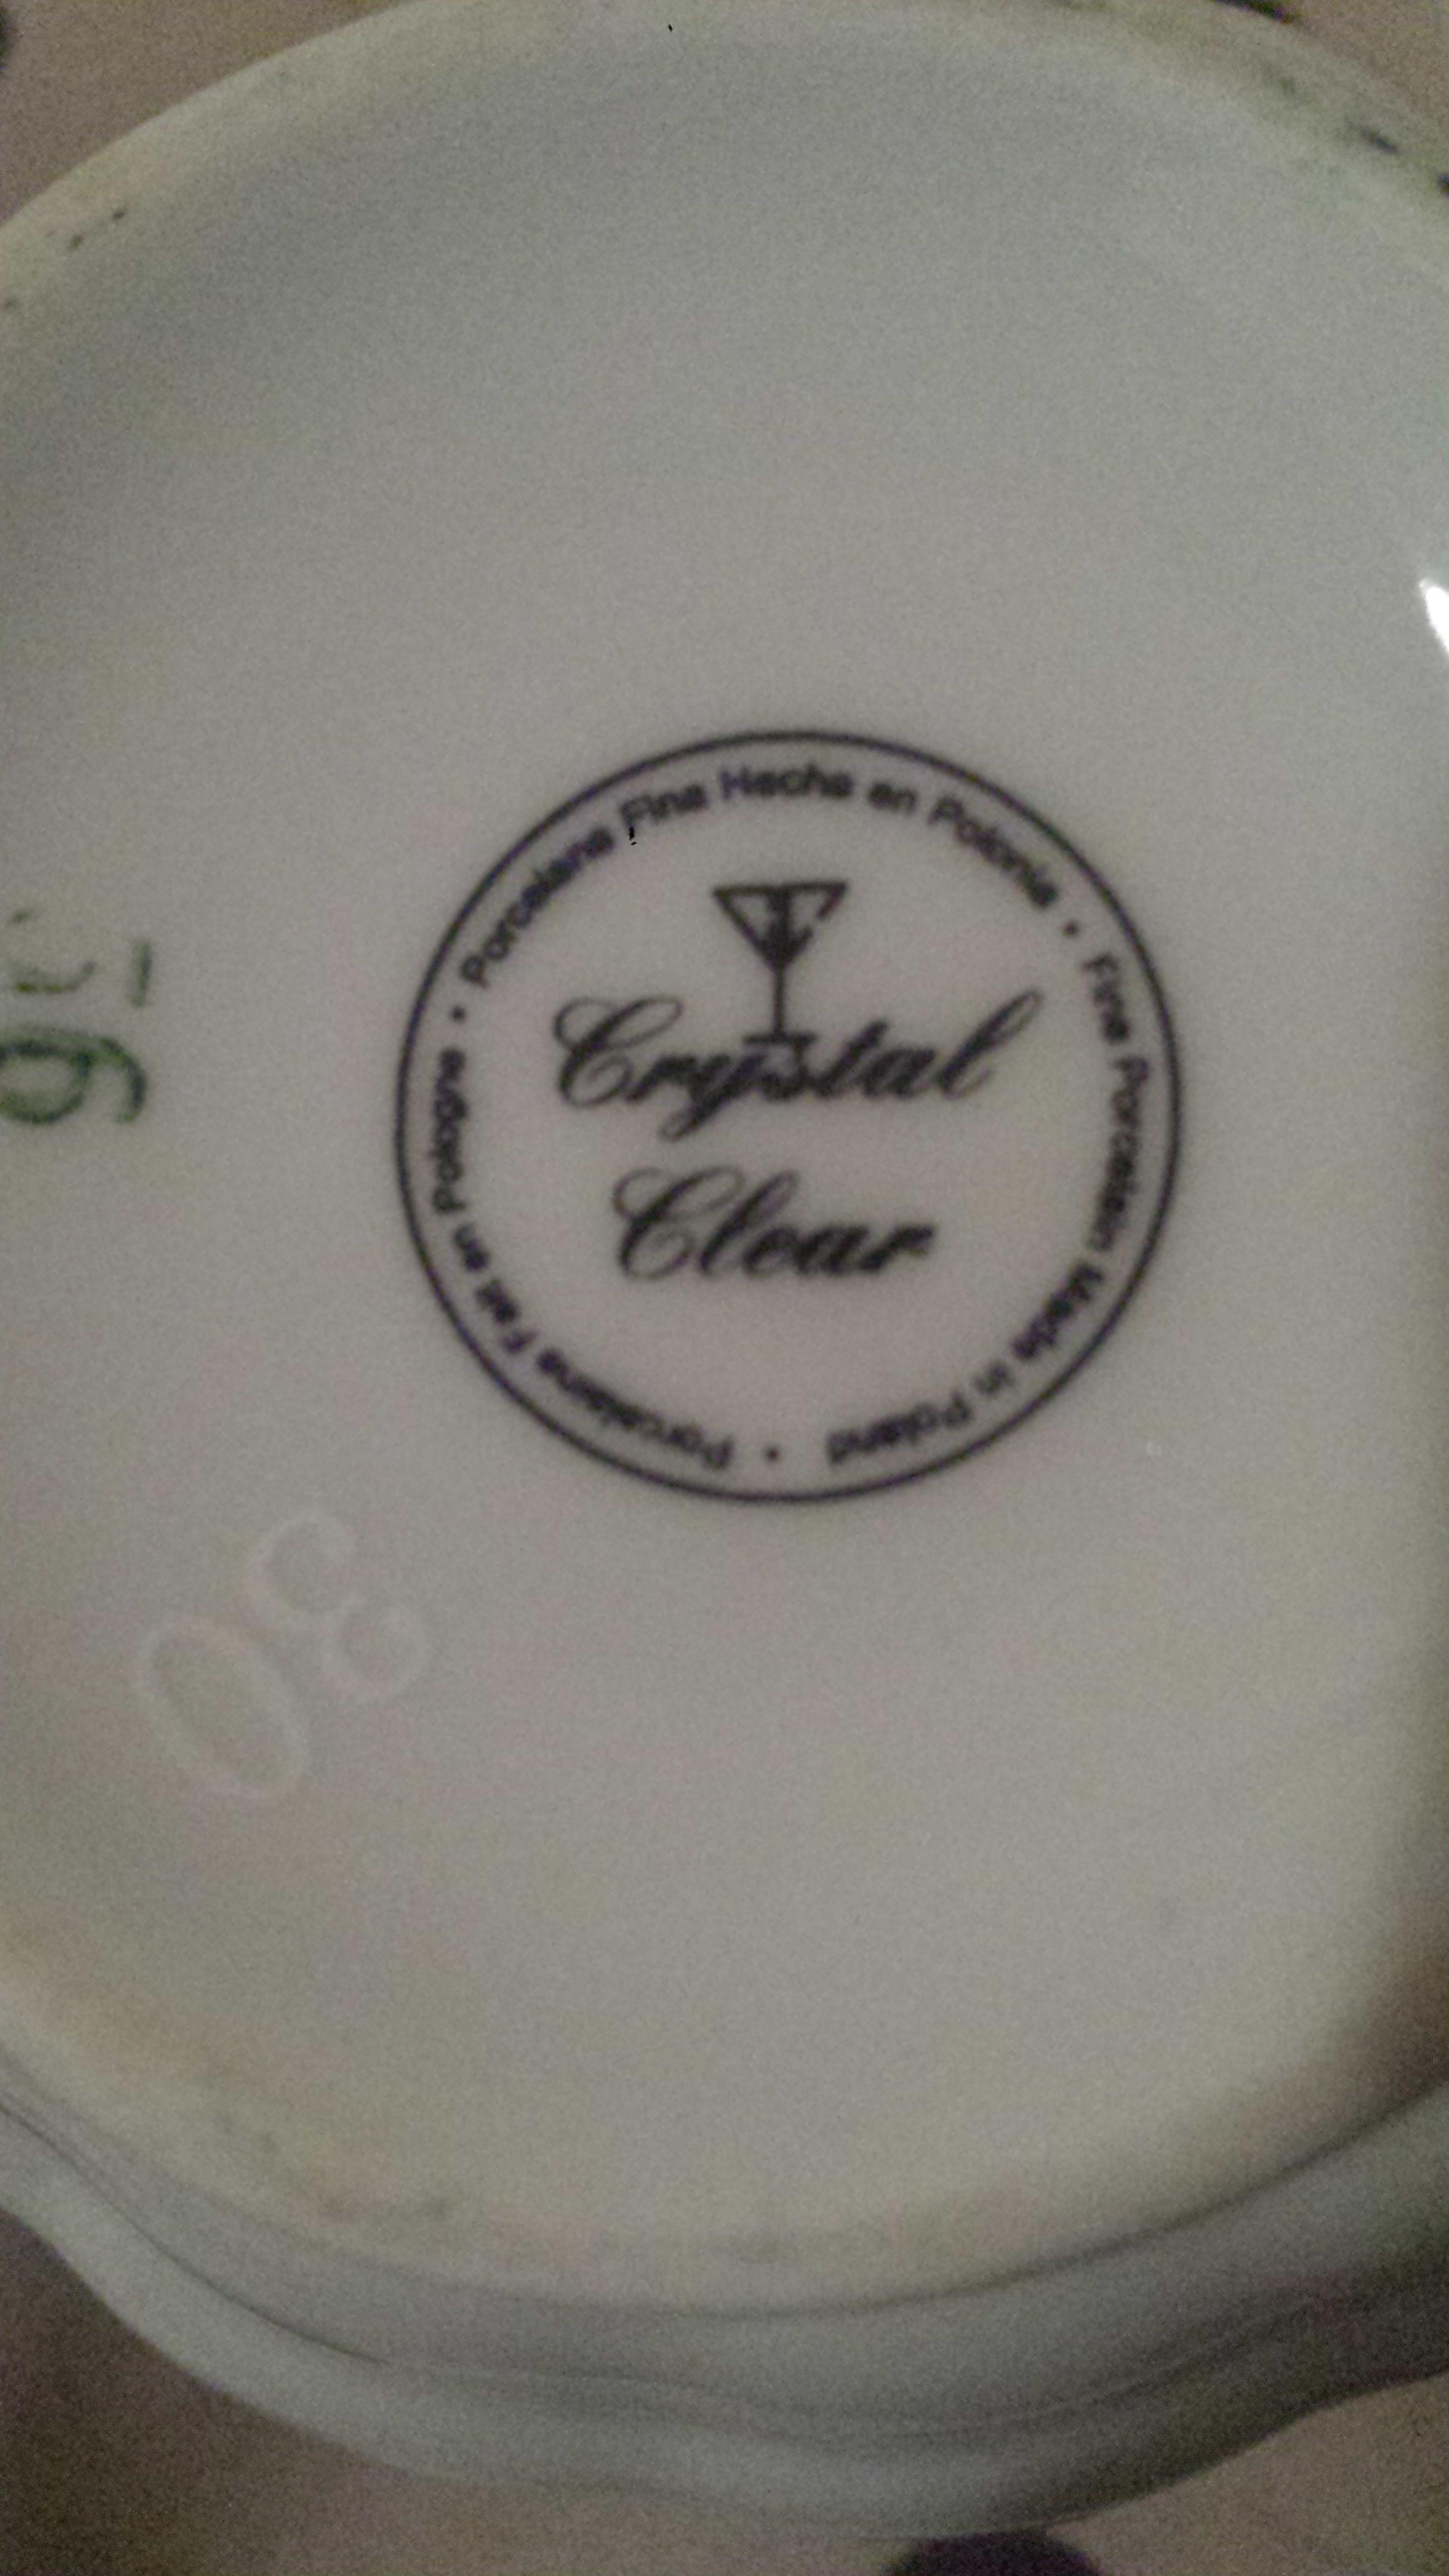 Porcelana Fina Hecha en Polonia • Fine Porcelain Made in Poland • Porcelaine Fait en Pologne •
Crystal
Clear
30